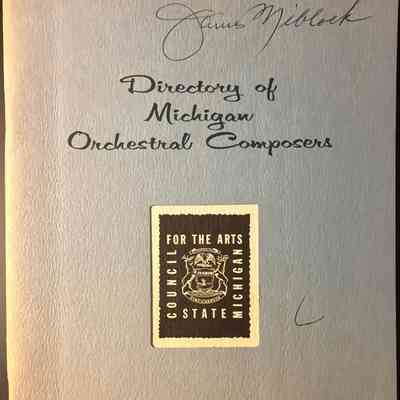 James Niblock
Directory of
Michigan
Orchestral Composers
FOR THE ARTS
COUNCIL
MICHIGAN
STATE